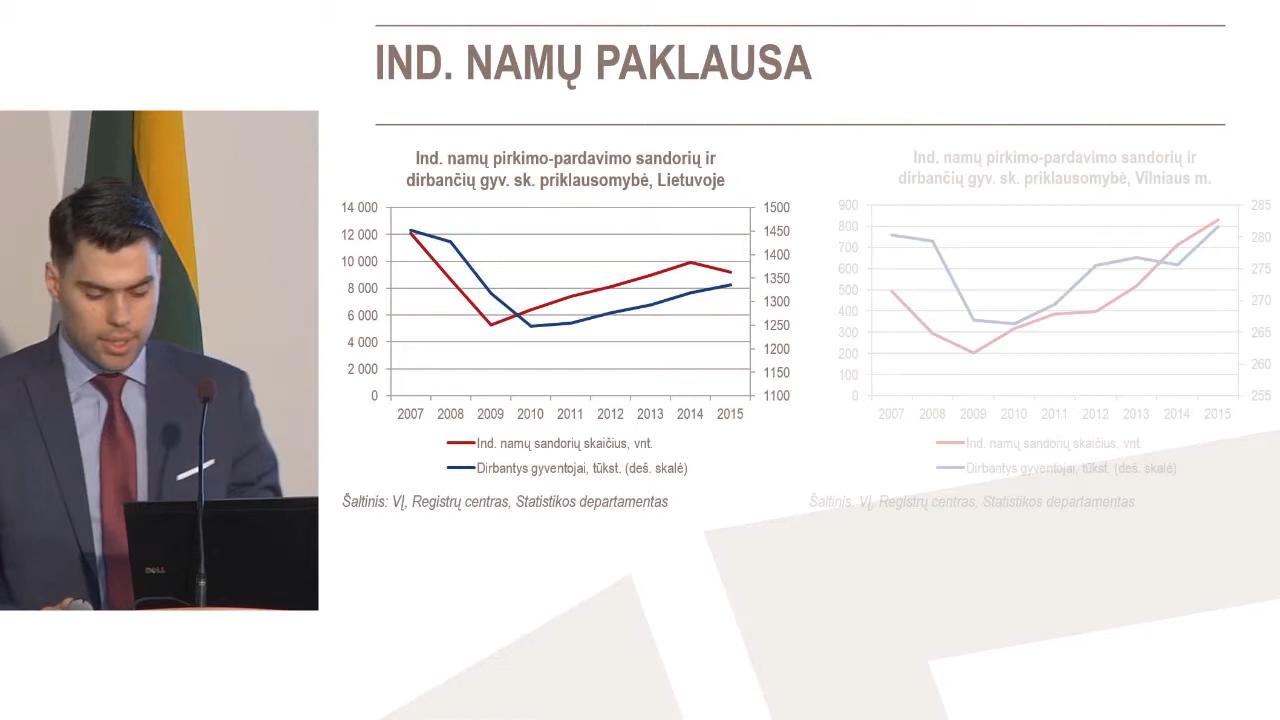 IND. NAMŲ PAKLAUSA
Ind. namų pirkimo-pardavimo sandorių ir
dirbančių gyv. sk. priklausomybė, Lietuvoje
14 000
12 000
10 000
8 000
6 000
4 000
2 000
0
1500
1450
1400
1350
1300
1250
1200
1150
1100
2007 2008 2009 2010 2011 2012 2013 2014 2015
Ind. namų sandorių skaičius, vnt.
Dirbantys gyventojai, tūkst. (deš. skalė)
Šaltinis: VĮ, Registrų centras, Statistikos departamentas
Ind. namų pirkimo-pardavimo sandorių ir
dirbančių gyv. sk. priklausomybė, Vilniaus m.
900
800
700
600
500
400
300
200
100
0
285
280
275
270
265
260
255
2007 2008 2009 2010 2011 2012 2013 2014 2015
Ind. namų sandorių skaičius, vnt.
Dirbantys gyventojai, tūkst. (deš. skalė)
Šaltinis. VĮ, Registrų centras, Statistikos departamentas
DELL